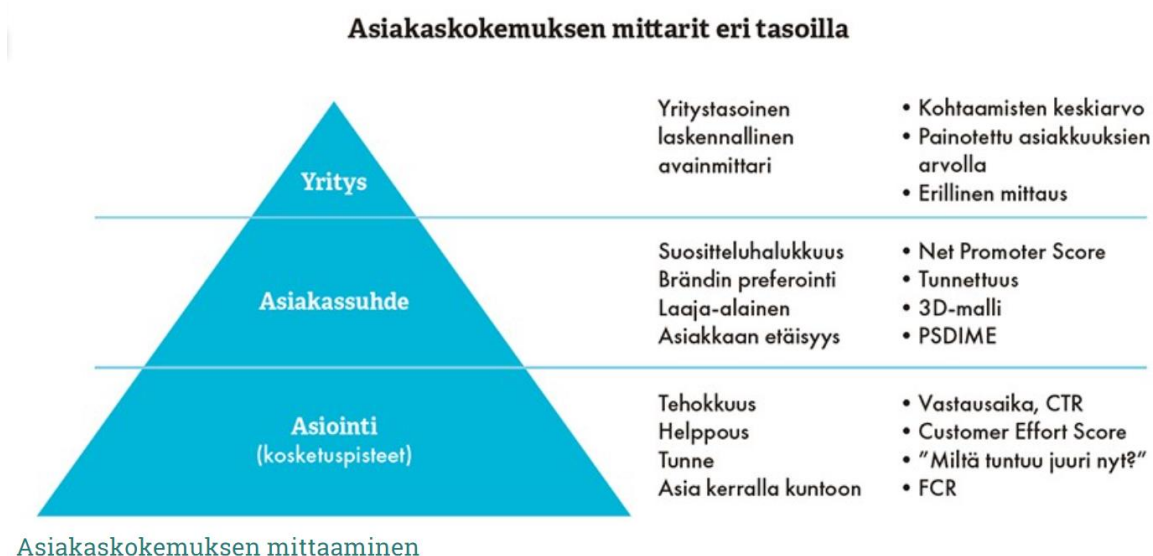 Asiakaskokemuksen mittarit eri tasoilla
Yritys
Yritystasoinen
laskennallinen
avainmittari
• Kohtaamisten keskiarvo
• Painotettu asiakkuuksien
arvolla
• Erillinen mittaus
Asiakassuhde
Suositteluhalukkuus
Brändin preferointi
Laaja-alainen
Asiakkaan etäisyys
• Net Promoter Score
• Tunnettuus
• 3D-malli
• PSDIME
Asiointi
(kosketuspisteet)
Tehokkuus
Helppous
Tunne
Asia kerralla kuntoon
• Vastausaika, CTR
• Customer Effort Score
• ”Miltä tuntuu juuri nyt?”
• FCR
Asiakaskokemuksen mittaaminen